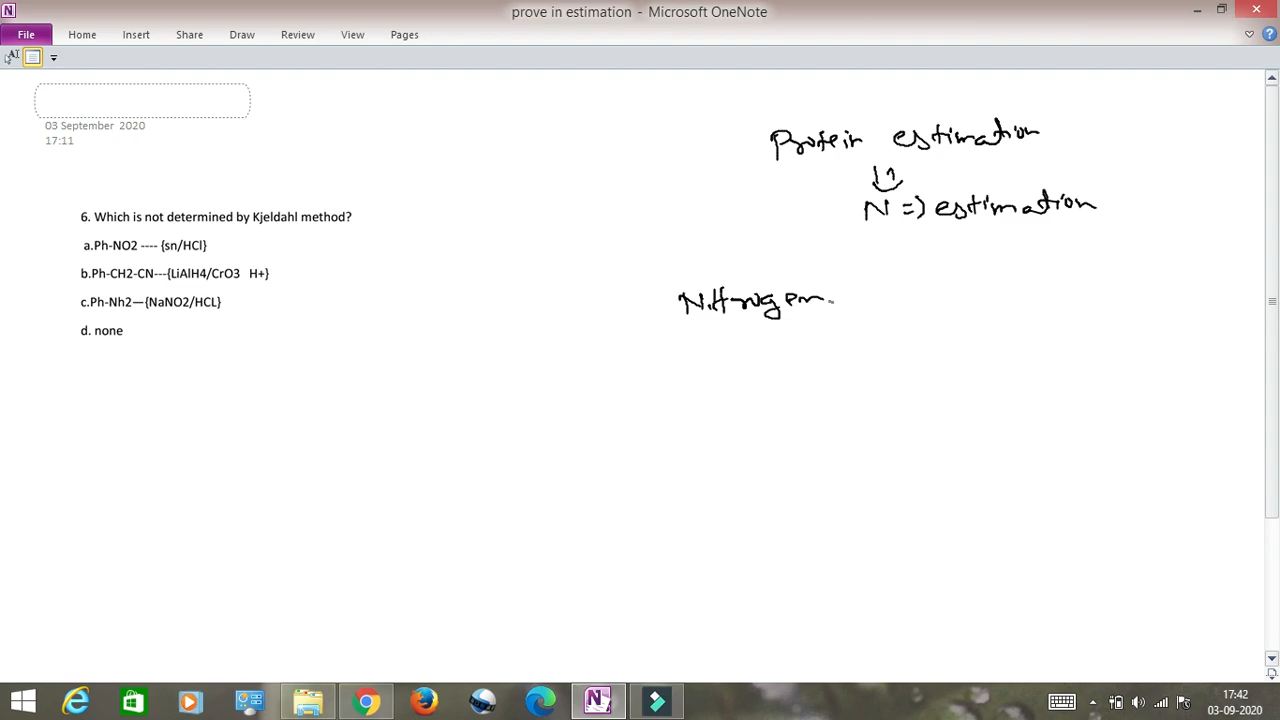 prove in estimation - Microsoft OneNote
File Home Insert Share Draw Review View Pages
03 September 2020
17:11
Protein estimation
N => estimation
6. Which is not determined by Kjeldahl method?
a.Ph-NO2 ---- {sn/HCl}
b.Ph-CH2-CN---{LiAlH4/CrO3 H+}
Nitrogen
c.Ph-Nh2—{NaNO2/HCL}
d. none
17:42
03-09-2020